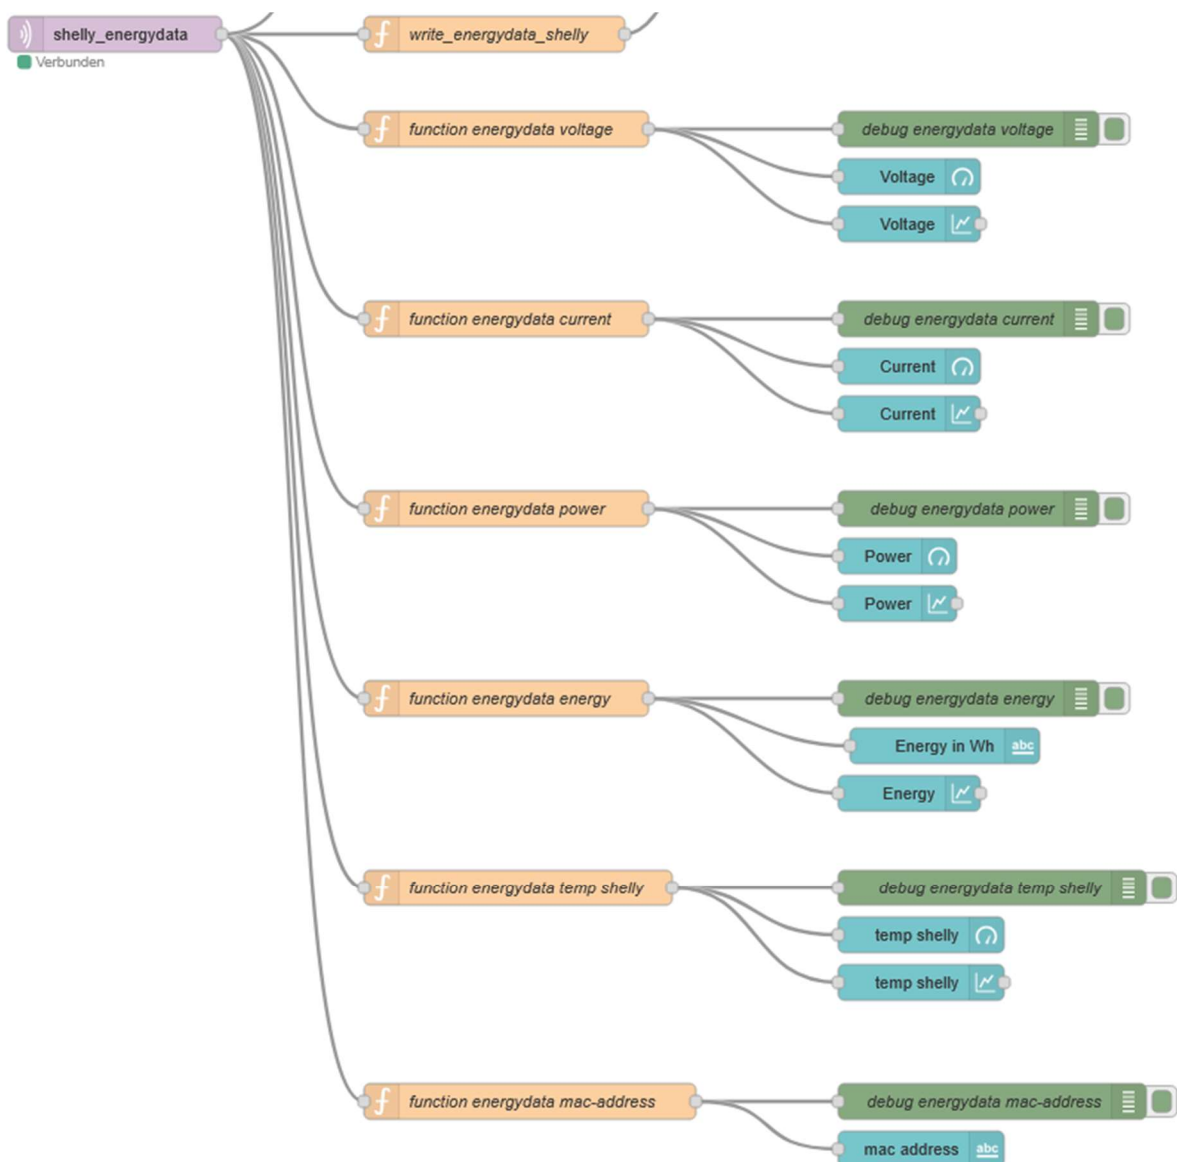 shelly_energydata
write_energydata_shelly
Verbunden
function energydata voltage
debug energydata voltage
Voltage
Voltage
function energydata current
debug energydata current
Current
Current
function energydata power
debug energydata power
Power
Power
function energydata energy
debug energydata energy
Energy in Wh
abc
Energy
function energydata temp shelly
debug energydata temp shelly
temp shelly
temp shelly
function energydata mac-address
debug energydata mac-address
mac address
abc